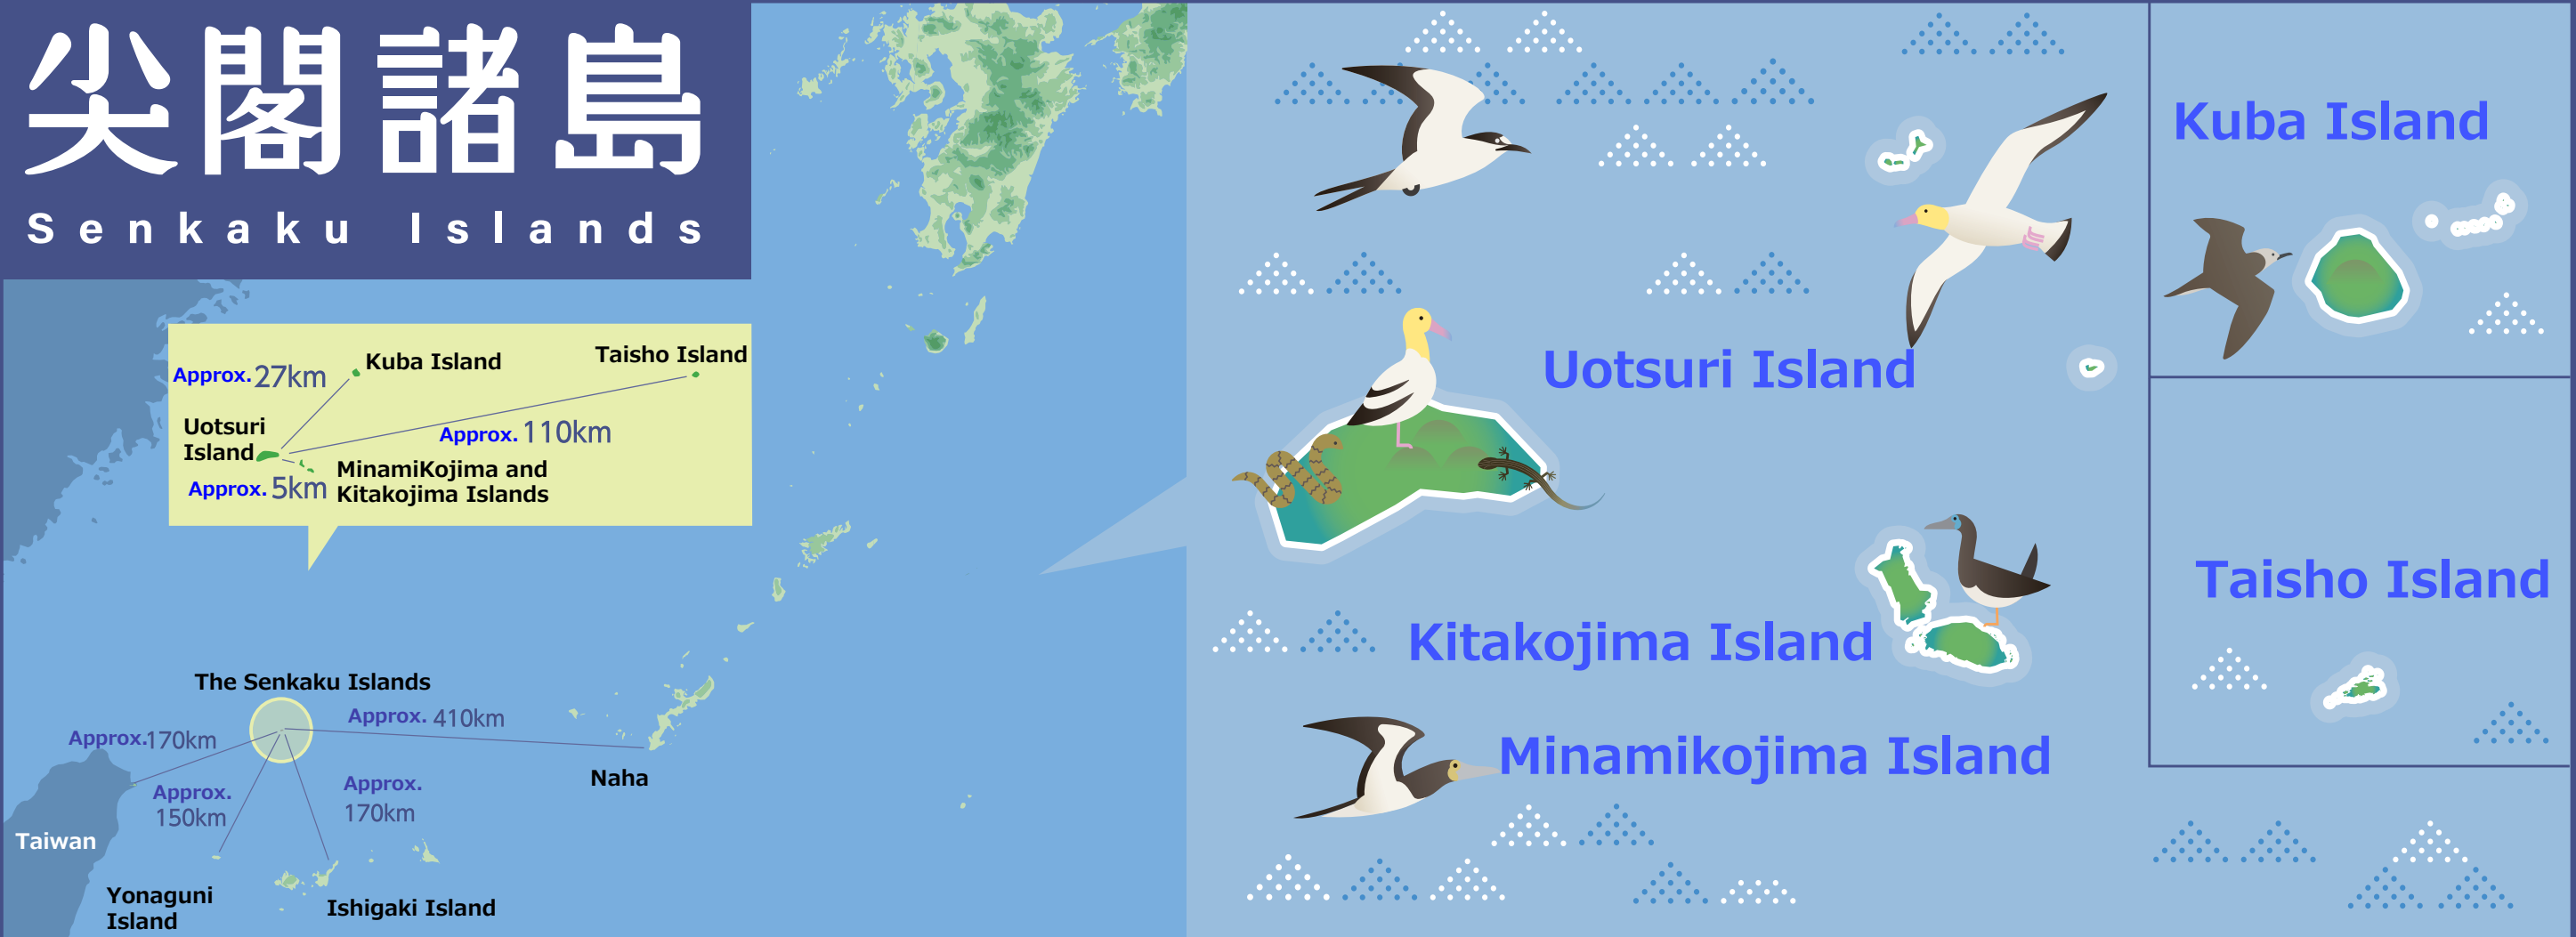 尖閣諸島
Senkaku Islands
Approx. 27km
Kuba Island
Taisho Island
Uotsuri
Island
Approx. 110km
Approx. 5km
MinamiKojima and
Kitakojima Islands
The Senkaku Islands
Approx. 410km
Approx. 170km
Approx.
150km
Approx.
170km
Naha
Taiwan
Yonaguni
Island
Ishigaki Island
Uotsuri Island
Kitakojima Island
Minamikojima Island
Kuba Island
Taisho Island